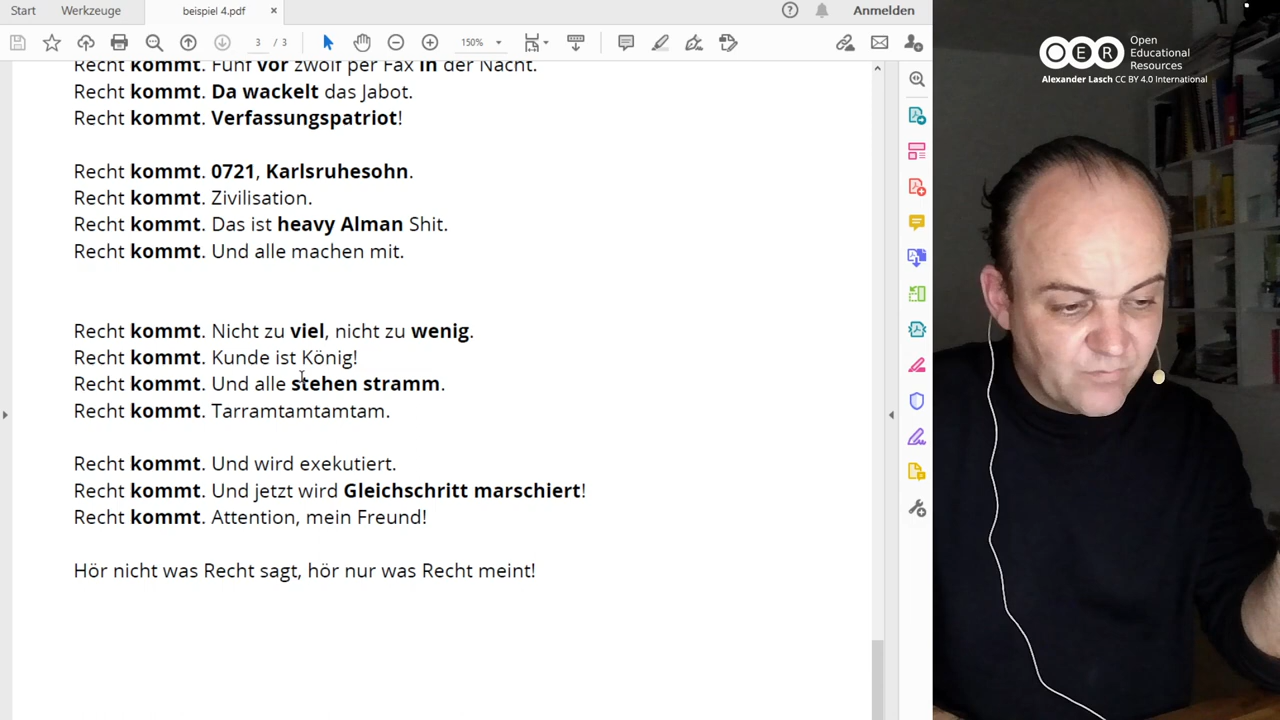 Start Werkzeuge beispiel 4.pdf × Anmelden
3 / 3 150%
Recht kommt. Fünf vor zwölf per Fax in der Nacht.
Recht kommt. Da wackelt das Jabot.
Recht kommt. Verfassungspatriot!
Recht kommt. 0721, Karlsruhesohn.
Recht kommt. Zivilisation.
Recht kommt. Das ist heavy Alman Shit.
Recht kommt. Und alle machen mit.
Recht kommt. Nicht zu viel, nicht zu wenig.
Recht kommt. Kunde ist König!
Recht kommt. Und alle stehen stramm.
Recht kommt. Tarramtamtamtam.
Recht kommt. Und wird exekutiert.
Recht kommt. Und jetzt wird Gleichschritt marschiert!
Recht kommt. Attention, mein Freund!
Hör nicht was Recht sagt, hör nur was Recht meint!
OER Open
Educational
Resources
Alexander Lasch CC BY 4.0 International